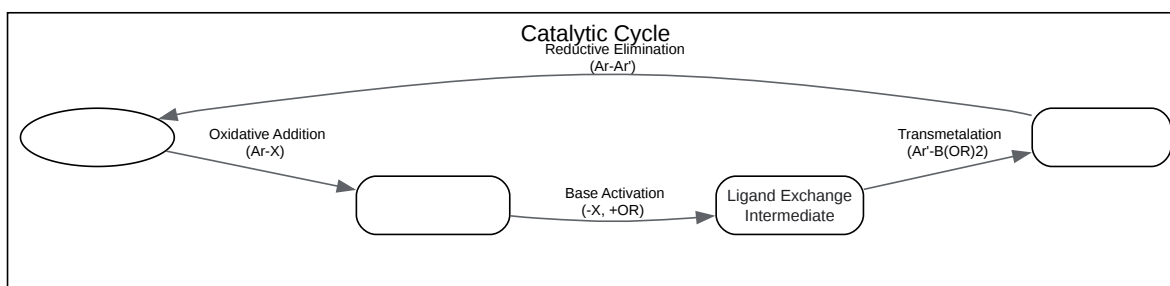 Catalytic Cycle
Reductive Elimination
(Ar-Ar')
Oxidative Addition
(Ar-X)
Transmetalation
(Ar'-B(OR)2)
Base Activation
(-X, +OR)
Ligand Exchange
Intermediate